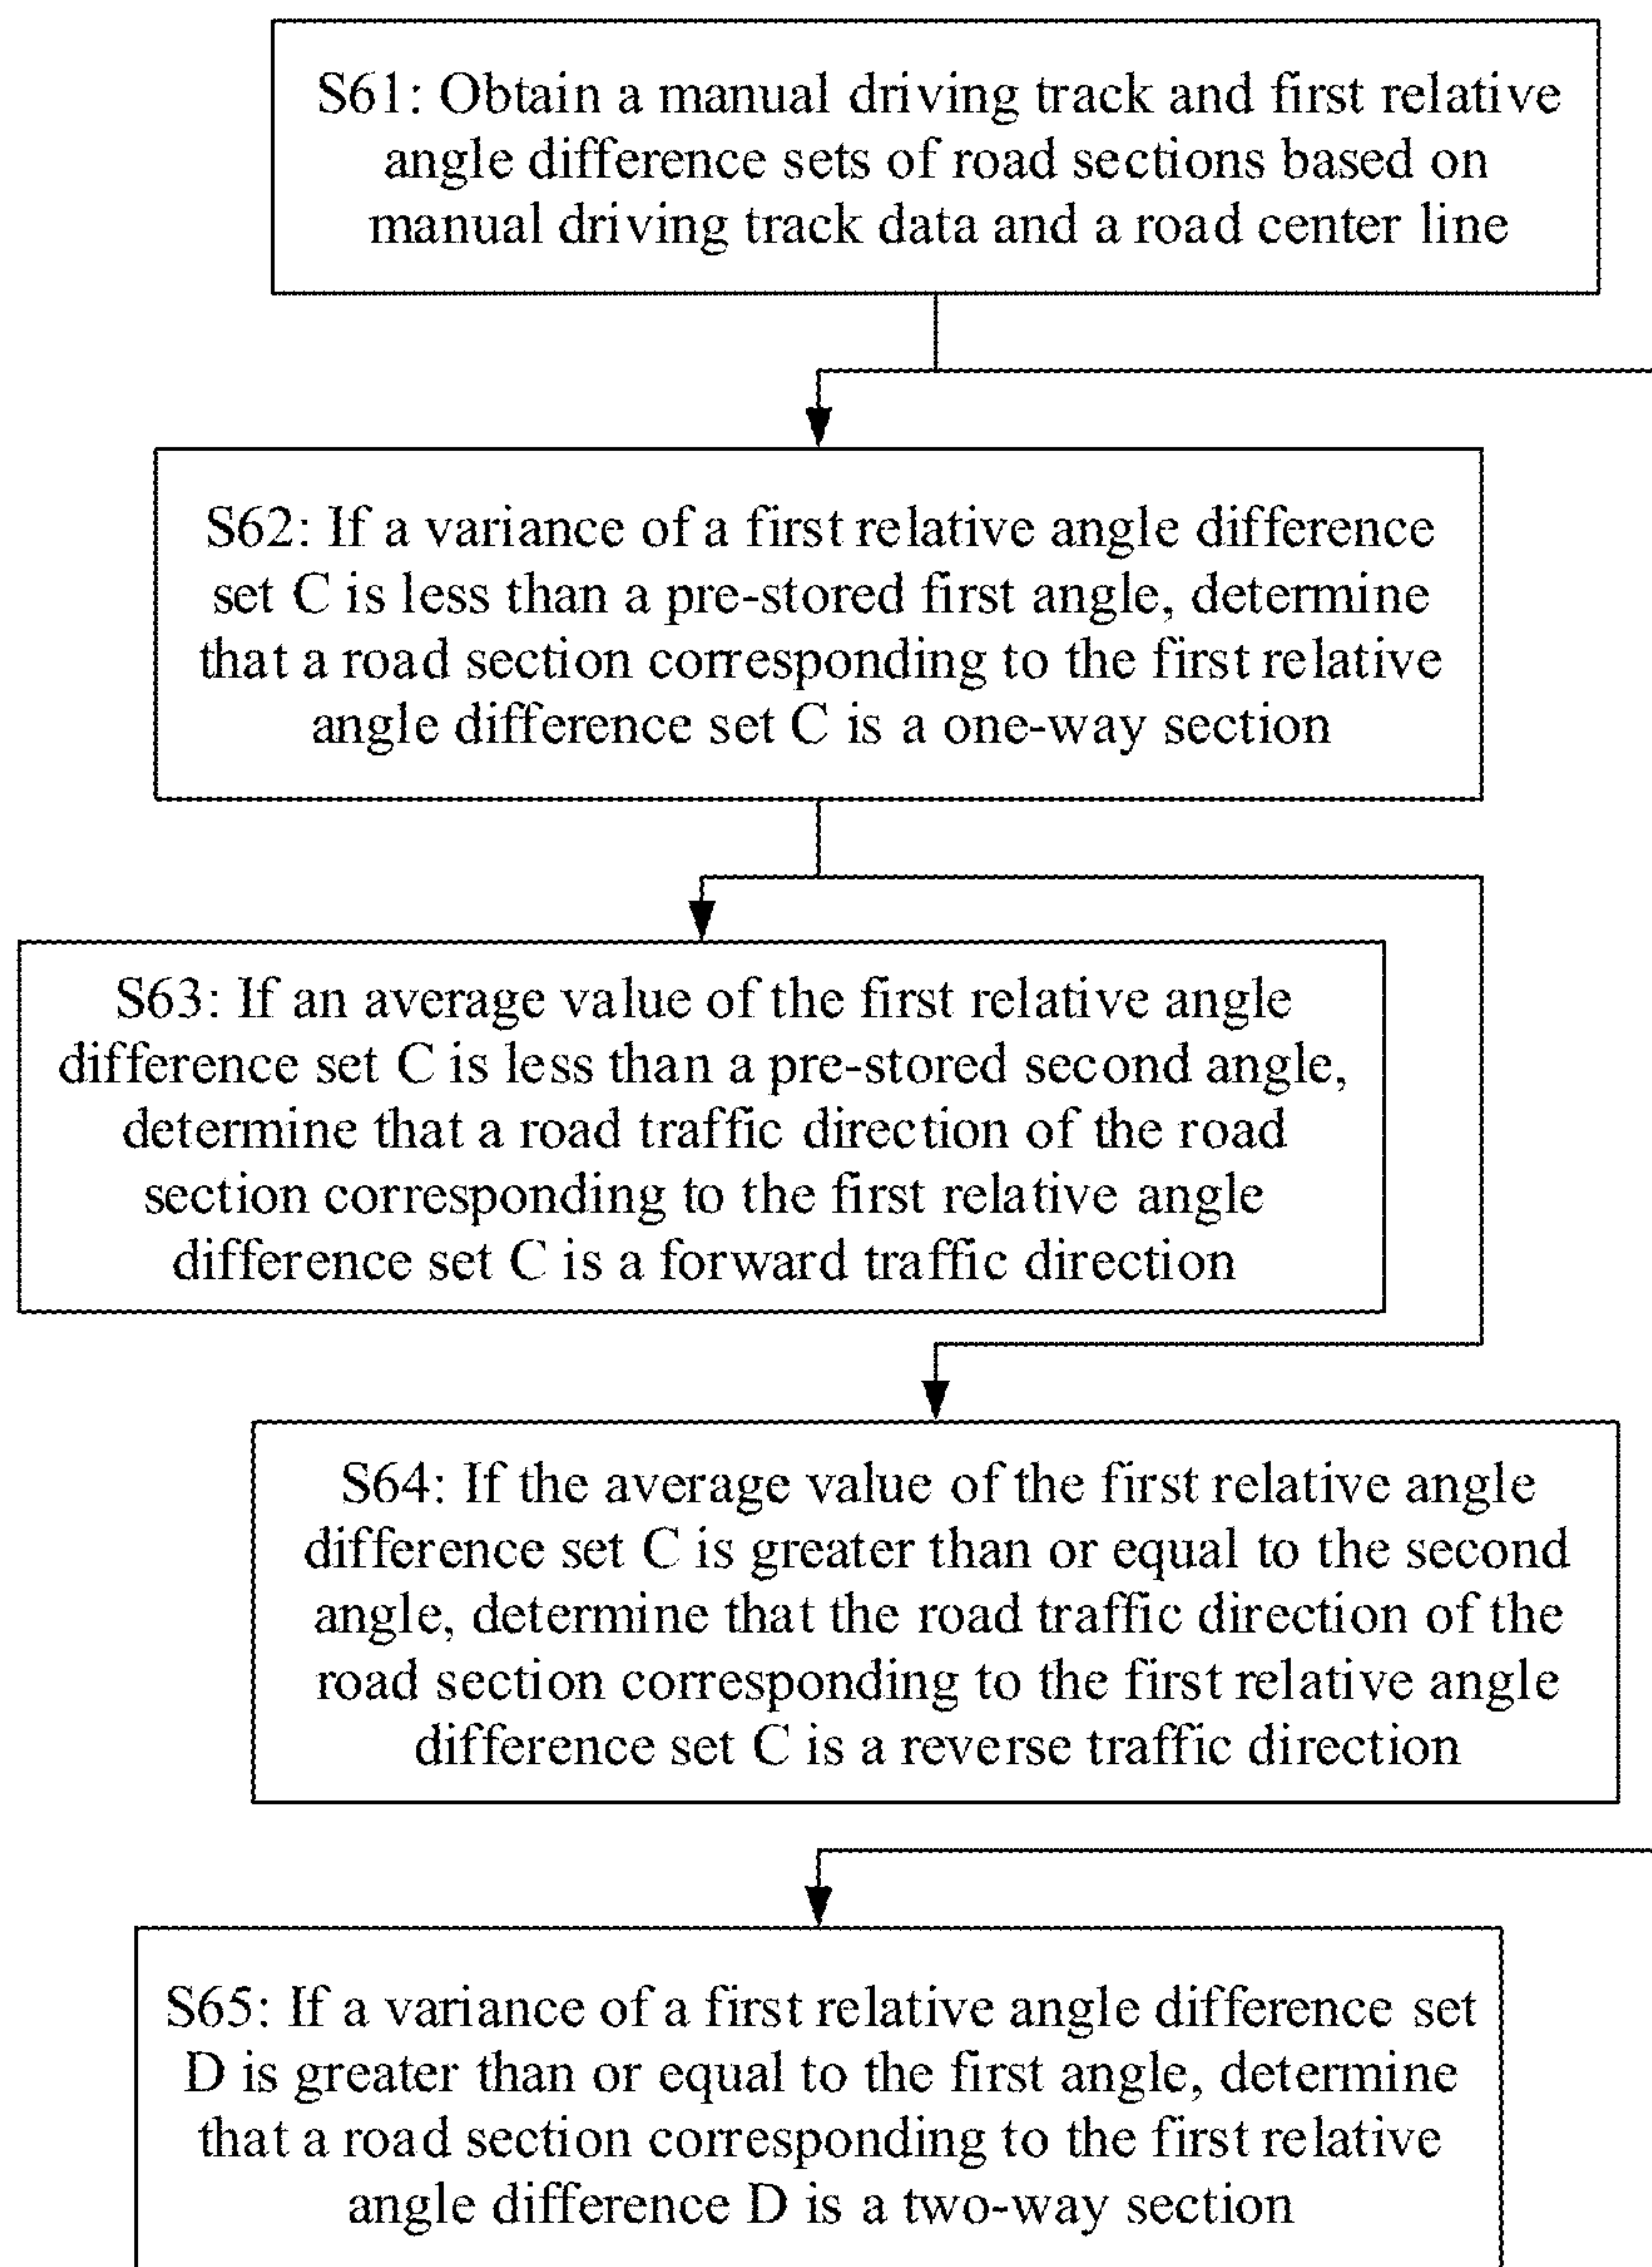 S61: Obtain a manual driving track and first relative
angle difference sets of road sections based on
manual driving track data and a road center line
S62: If a variance of a first relative angle difference
set C is less than a pre-stored first angle, determine
that a road section corresponding to the first relative
angle difference set C is a one-way section
S63: If an average value of the first relative angle
difference set C is less than a pre-stored second angle,
determine that a road traffic direction of the road
section corresponding to the first relative angle
difference set C is a forward traffic direction
S64: If the average value of the first relative angle
difference set C is greater than or equal to the second
angle, determine that the road traffic direction of the
road section corresponding to the first relative angle
difference set C is a reverse traffic direction
S65: If a variance of a first relative angle difference set
D is greater than or equal to the first angle, determine
that a road section corresponding to the first relative
angle difference D is a two-way section